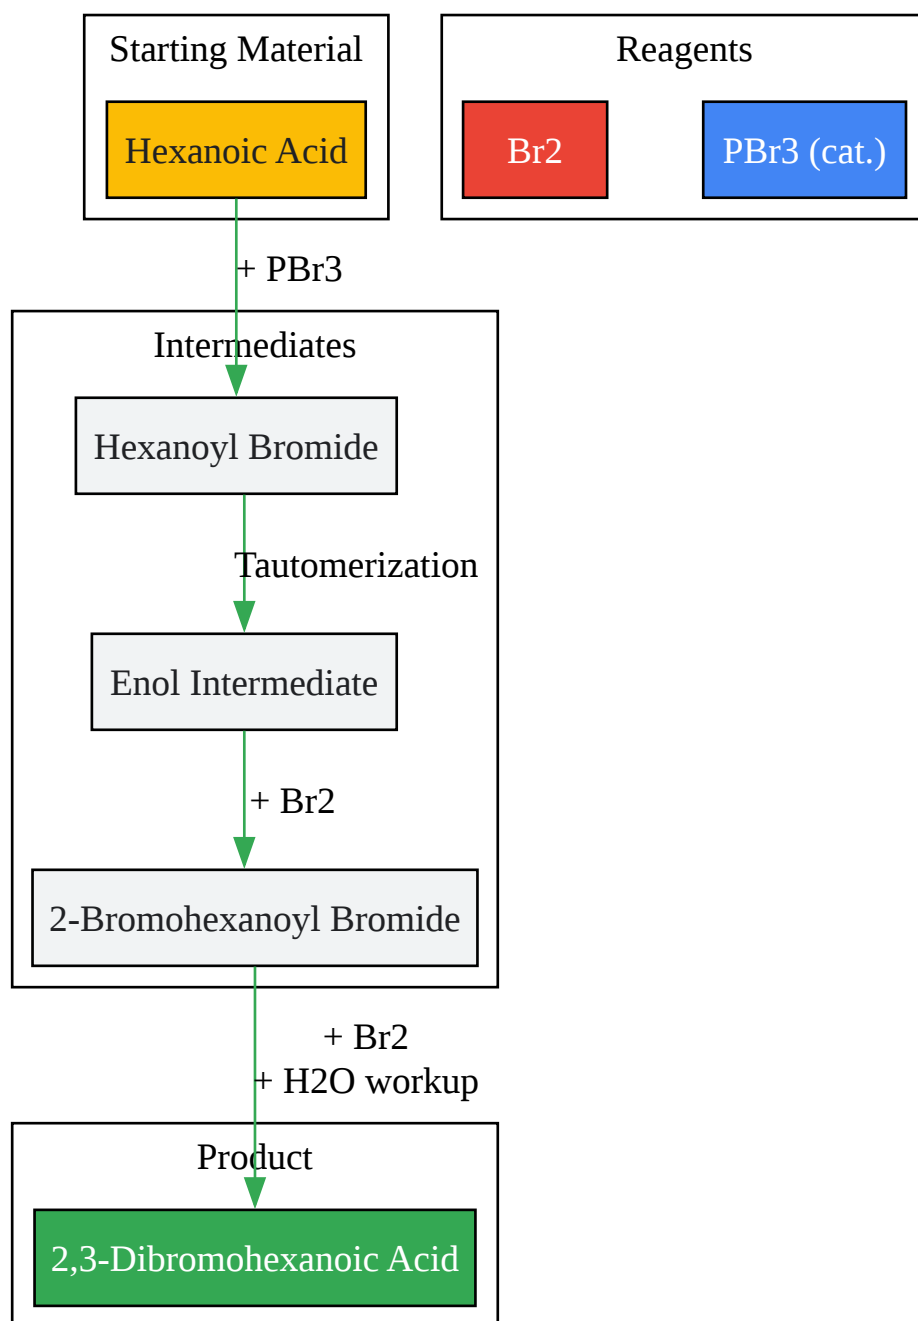 Starting Material
Hexanoic Acid
Reagents
Br2
PBr3 (cat.)
+ PBr3
Intermediates
Hexanoyl Bromide
Tautomerization
Enol Intermediate
+ Br2
2-Bromohexanoyl Bromide
+ Br2
+ H2O workup
Product
2,3-Dibromohexanoic Acid